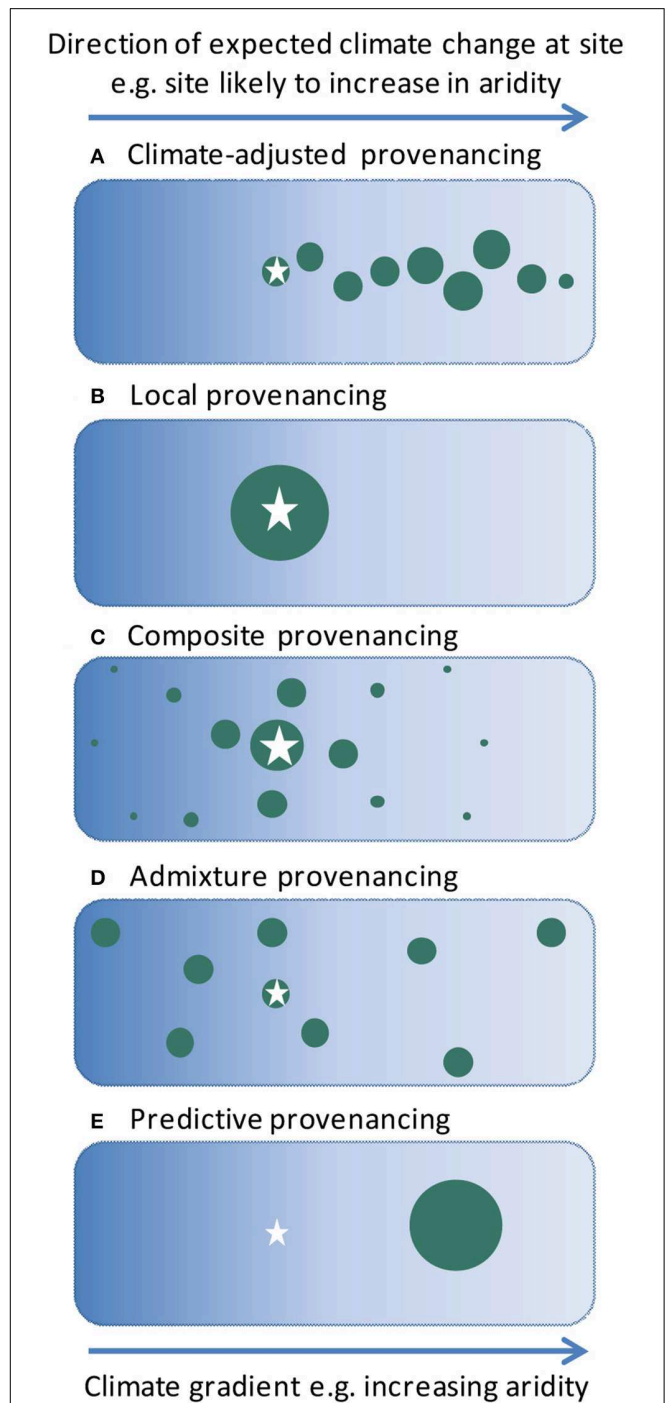 Direction of expected climate change at site
e.g. site likely to increase in aridity
A Climate-adjusted provenancing
B Local provenancing
C Composite provenancing
D Admixture provenancing
E Predictive provenancing
Climate gradient e.g. increasing aridity